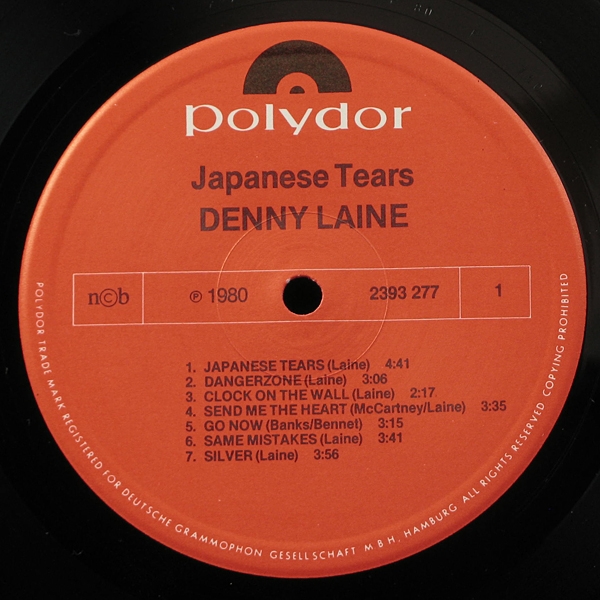 polydor
Japanese Tears
DENNY LAINE
n©b ℗ 1980 2393 277 1
1. JAPANESE TEARS (Laine) 4:41
2. DANGERZONE (Laine) 3:06
3. CLOCK ON THE WALL (Laine) 2:17
4. SEND ME THE HEART (McCartney/Laine) 3:35
5. GO NOW (Banks/Bennet) 3:15
6. SAME MISTAKES (Laine) 3:41
7. SILVER (Laine) 3:56
POLYDOR TRADE MARK REGISTERED FOR DEUTSCHE GRAMMOPHON GESELLSCHAFT M B H, HAMBURG ALL RIGHTS RESERVED COPYING PROHIBITED